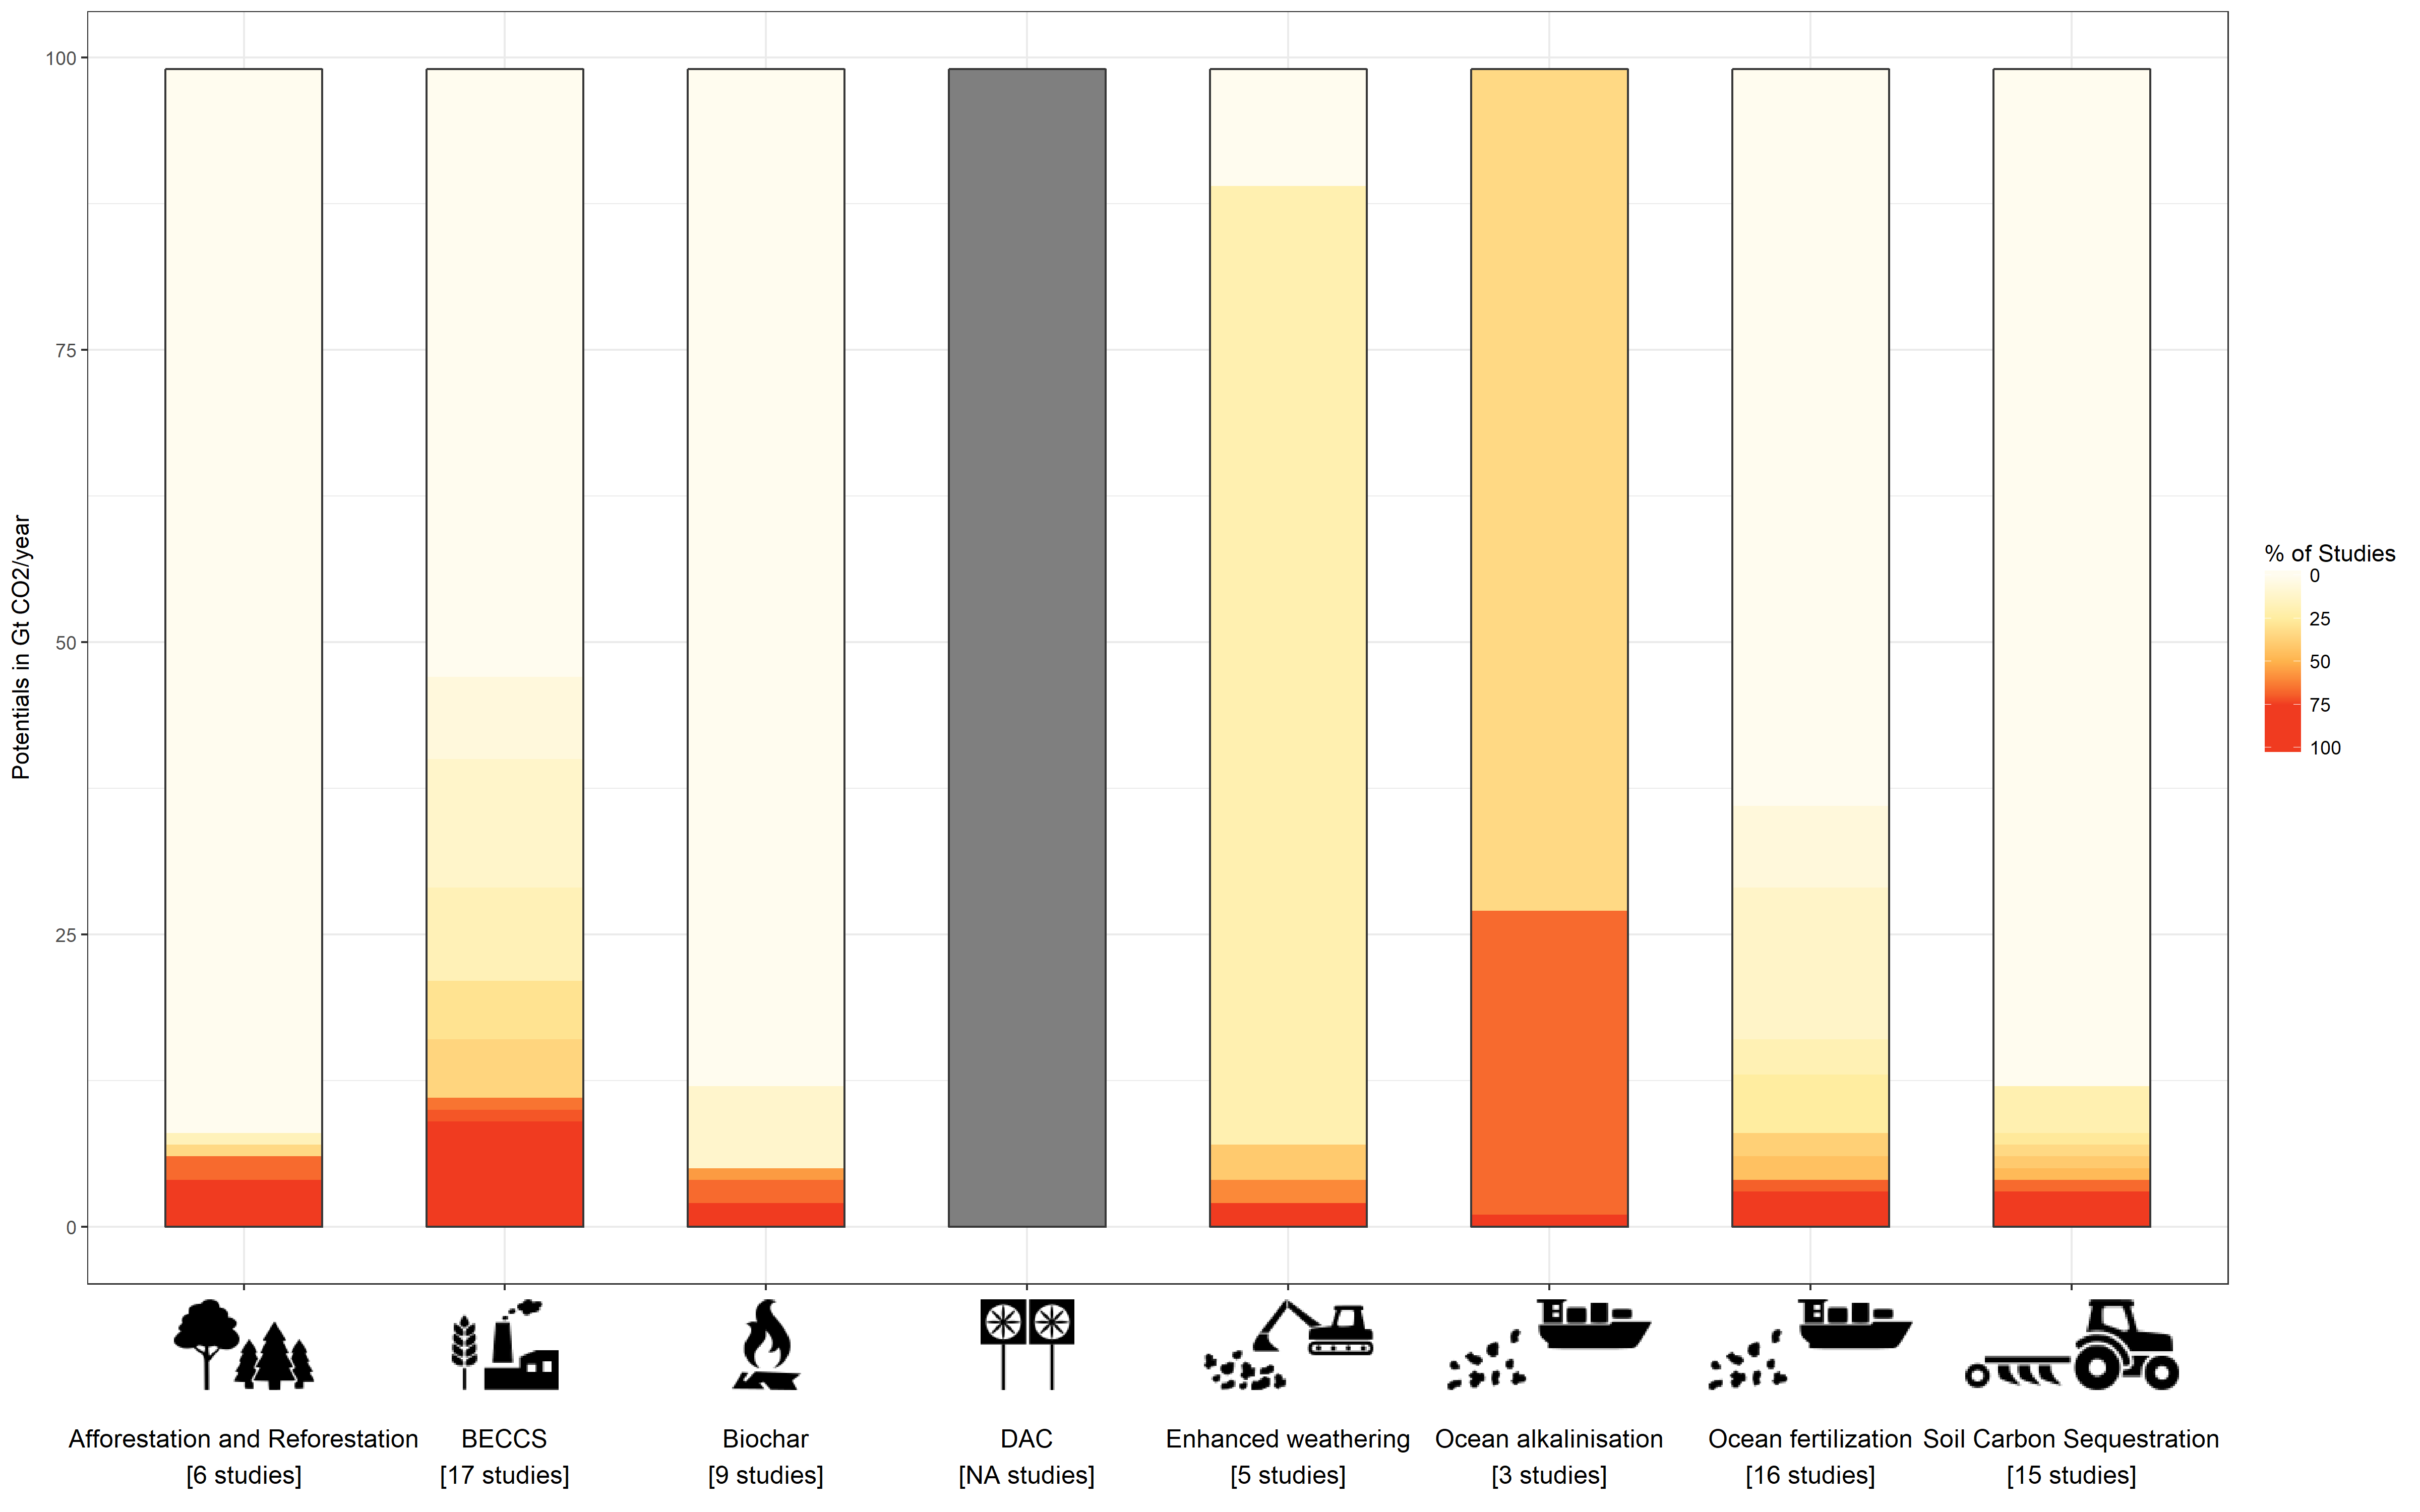 100
75
50
25
0
Potentials in Gt CO2/year
% of Studies
0
25
50
75
100
Afforestation and Reforestation
[6 studies]
BECCS
[17 studies]
Biochar
[9 studies]
DAC
[NA studies]
Enhanced weathering
[5 studies]
Ocean alkalinisation
[3 studies]
Ocean fertilization
[16 studies]
Soil Carbon Sequestration
[15 studies]